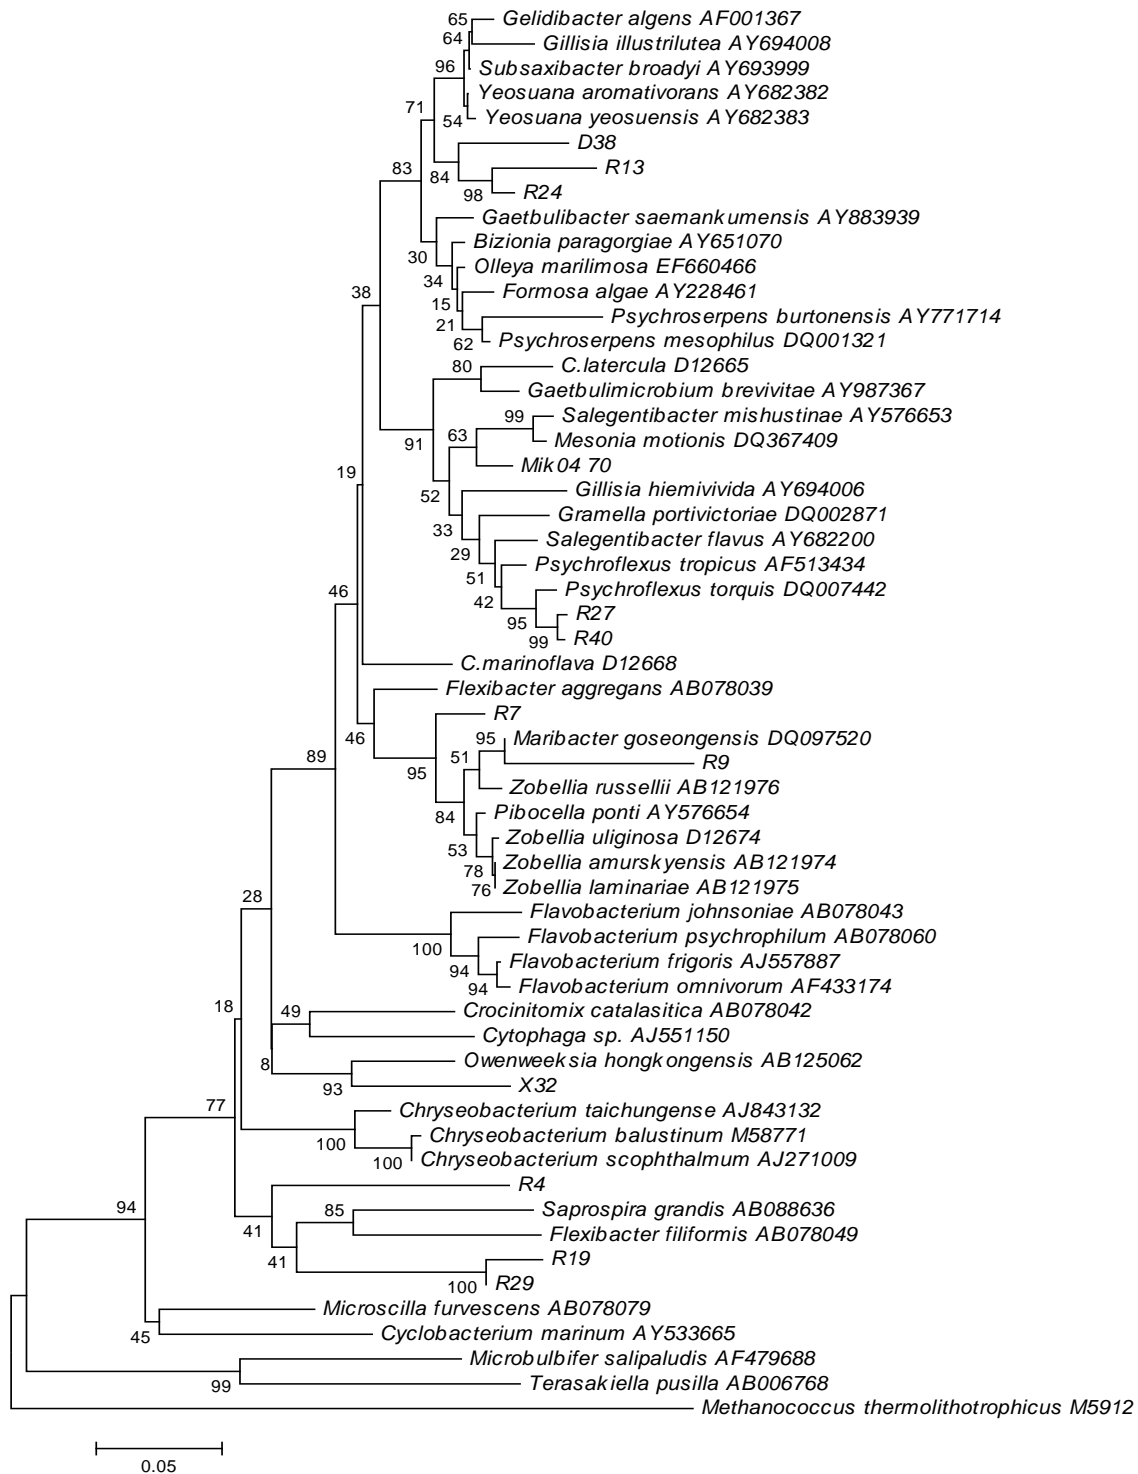 65 Gelidibacter algens AF001367
64 Gillisia illustrilutea AY694008
96 Subsaxibacter broadyi AY693999
Yeosuana aromativorans AY682382
71 54 Yeosuana yeosuensis AY682383
D38
83 84 R13
98 R24
Gaetbulibacter saemankumensis AY883939
Bizionia paragorgiae AY651070
30 Olleya marilimosa EF660466
38 34 Formosa algae AY228461
15 Psychroserpens burtonensis AY771714
21
62 Psychroserpens mesophilus DQ001321
80 C.latercula D12665
Gaetbulimicrobium brevivitae AY987367
99 Salegentibacter mishustinae AY576653
91 63 Mesonia motionis DQ367409
19 Mik04 70
52 Gillisia hiemivivida AY694006
Gramella portivictoriae DQ002871
33 Salegentibacter flavus AY682200
29 Psychroflexus tropicus AF513434
51
46 42 Psychroflexus torquis DQ007442
95 R27
99 R40
C.marinoflava D12668
Flexibacter aggregans AB078039
R7
46 95 Maribacter goseongensis DQ097520
89 95 51 R9
Zobellia russellii AB121976
84 Pibocella ponti AY576654
Zobellia uliginosa D12674
53 Zobellia amurskyensis AB121974
78
76 Zobellia laminariae AB121975
28 Flavobacterium johnsoniae AB078043
100 Flavobacterium psychrophilum AB078060
94 Flavobacterium frigoris AJ557887
94 Flavobacterium omnivorum AF433174
18 49 Crocinitomix catalasitica AB078042
Cytophaga sp. AJ551150
8 Owenweeksia hongkongensis AB125062
93 X32
77 Chryseobacterium taichungense AJ843132
100 Chryseobacterium balustinum M58771
100 Chryseobacterium scophthalmum AJ271009
R4
94 85 Saprospira grandis AB088636
41 Flexibacter filiformis AB078049
41 R19
100 R29
Microscilla furvescens AB078079
45 Cyclobacterium marinum AY533665
Microbulbifer salipaludis AF479688
99 Terasakiella pusilla AB006768
Methanococcus thermolithotrophicus M5912
0.05